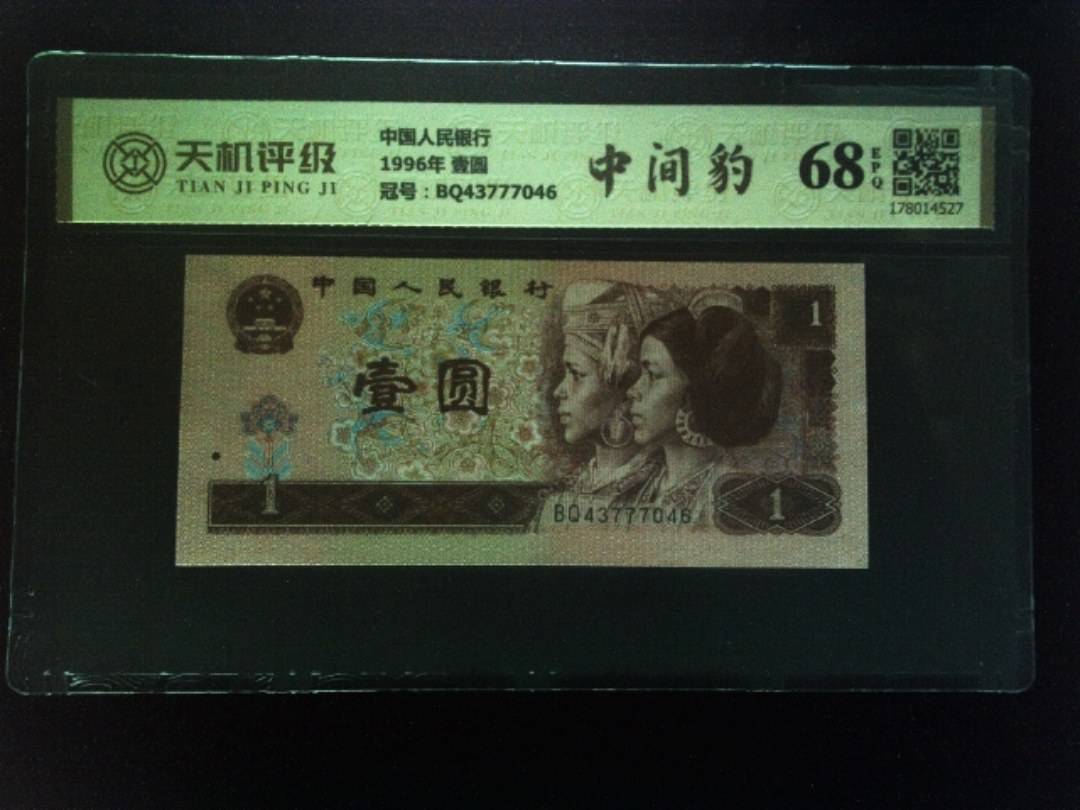 天机评级
TIAN JI PING JI
中国人民银行
1996年 壹圆
冠号：BQ43777046
中间豹
68
EPQ
178014527
中国人民银行
1
壹圆
1
BQ43777046
1